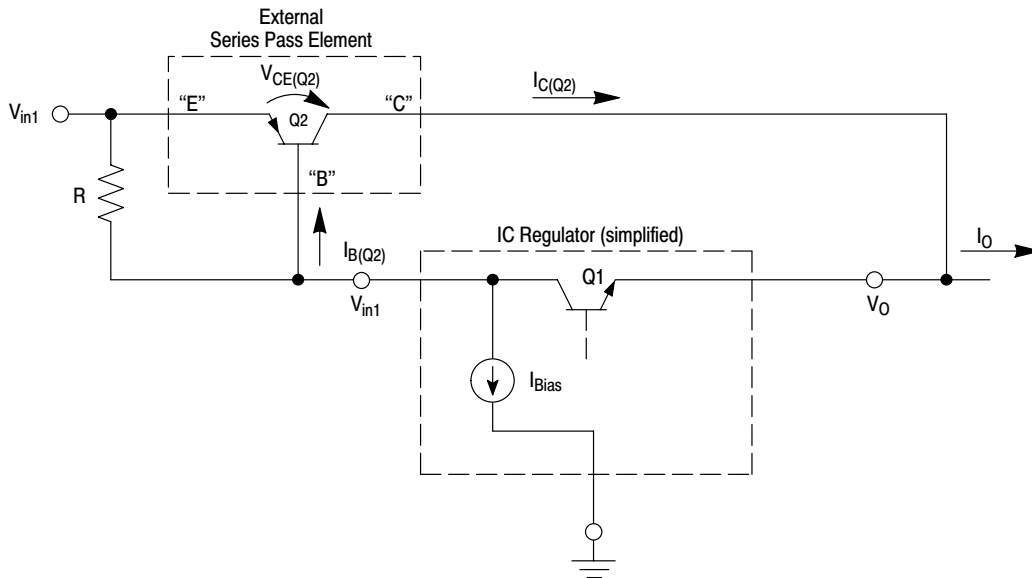 External
Series Pass Element
V_CE(Q2)
I_C(Q2)
V_in1
“E”
Q2
“C”
R
“B”
I_B(Q2)
V_in1
IC Regulator (simplified)
Q1
I_O
V_O
I_Bias